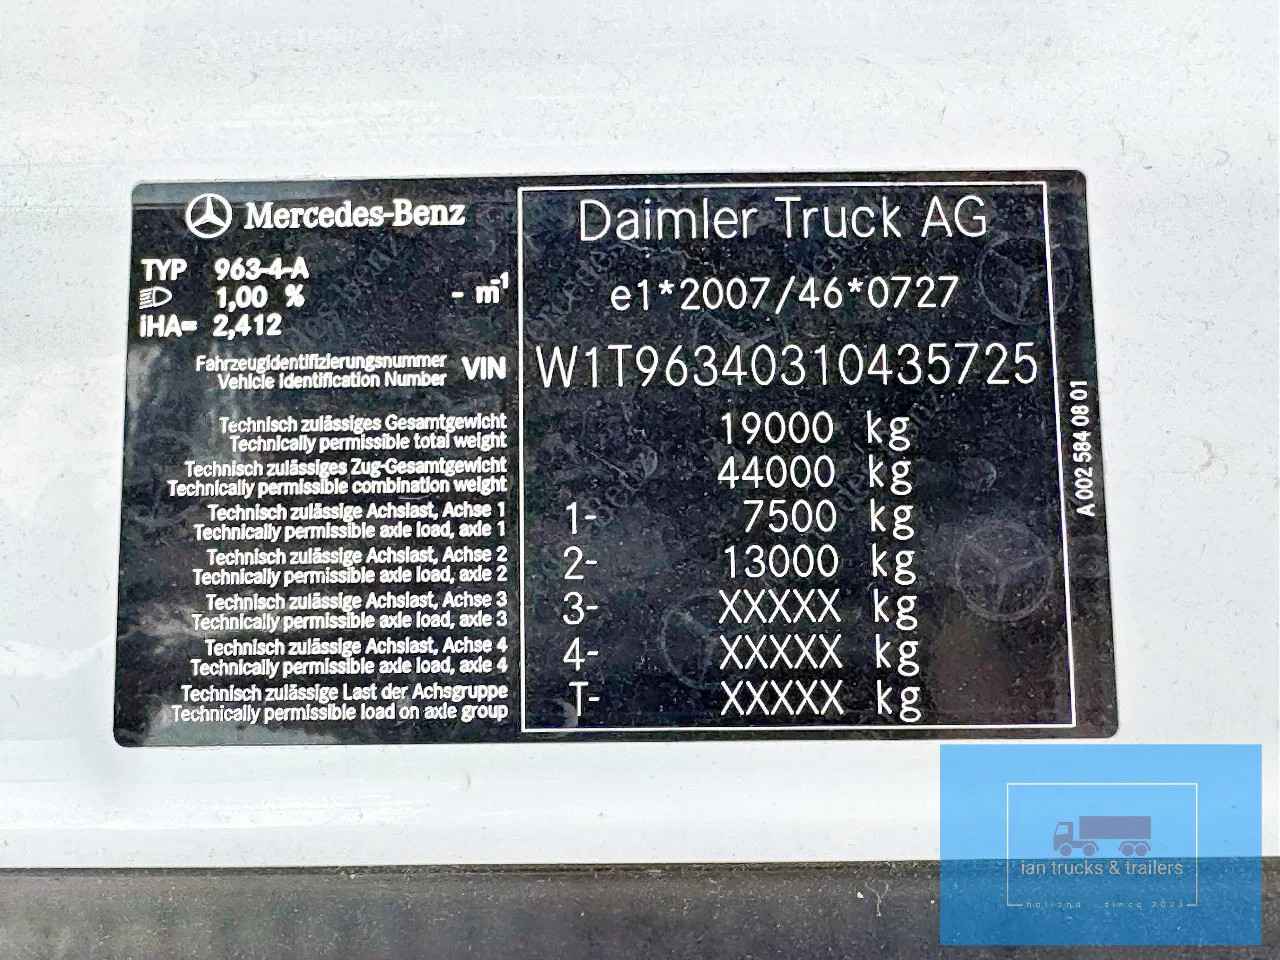 Mercedes-Benz
TYP 963-4-A
1,00 % - m-1
iHA= 2,412
Fahrzeugidentifizierungsnummer
Vehicle Identification Number VIN
Technisch zulässiges Gesamtgewicht
Technically permissible total weight
Technisch zulässiges Zug-Gesamtgewicht
Technically permissible combination weight
Technisch zulässige Achslast, Achse 1
Technically permissible axle load, axle 1
Technisch zulässige Achslast, Achse 2
Technically permissible axle load, axle 2
Technisch zulässige Achslast, Achse 3
Technically permissible axle load, axle 3
Technisch zulässige Achslast, Achse 4
Technically permissible axle load, axle 4
Technisch zulässige Last der Achsgruppe
Technically permissible load on axle group
Daimler Truck AG
e1*2007/46*0727
W1T96340310435725
19000 kg
44000 kg
1- 7500 kg
2- 13000 kg
3- XXXXX kg
4- XXXXX kg
T- XXXXX kg
A 002 584 08 01
ian trucks & trailers
holland since 2023